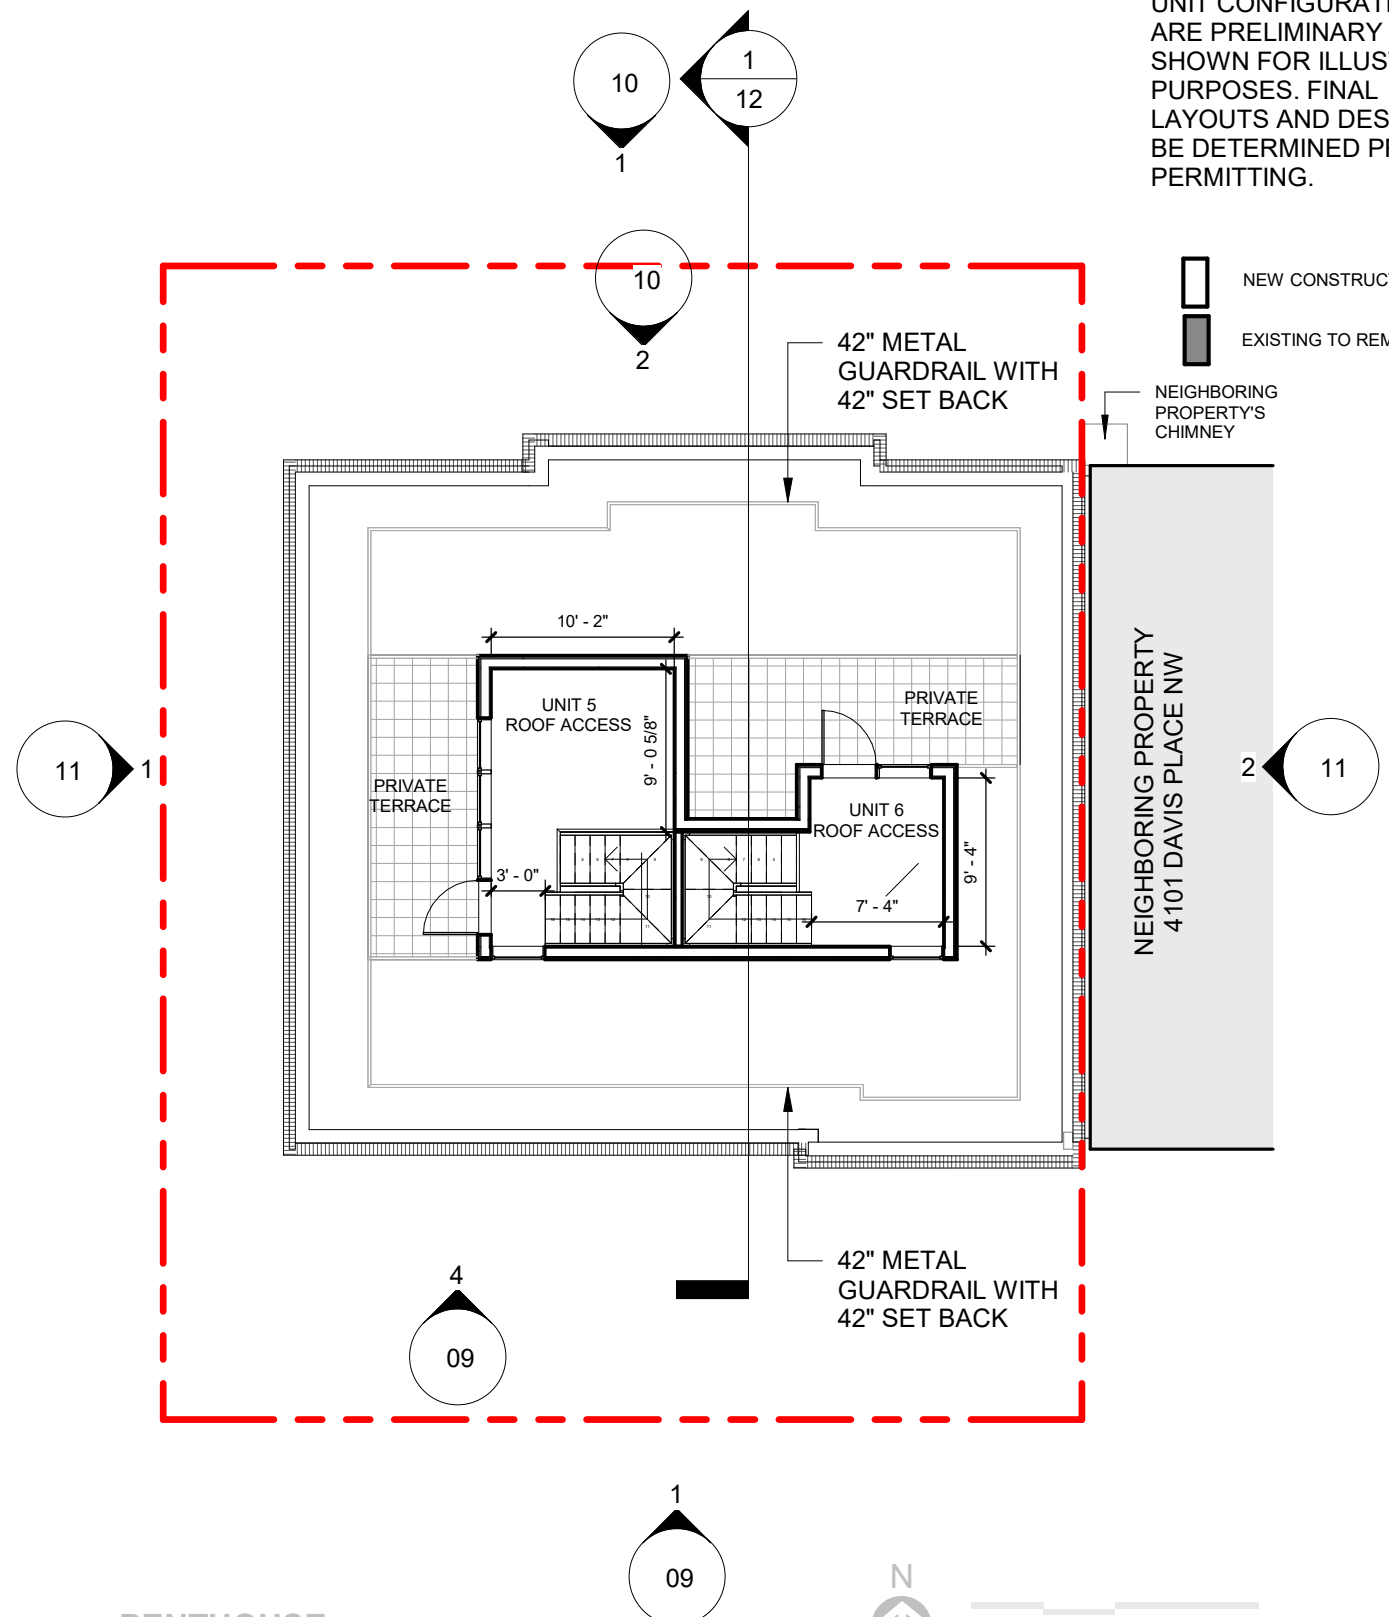 UNIT CONFIGURATI
ARE PRELIMINARY
SHOWN FOR ILLUST
PURPOSES. FINAL
LAYOUTS AND DES
BE DETERMINED PR
PERMITTING.
10
1
1
12
10
2
NEW CONSTRUCT
EXISTING TO REM
42" METAL
GUARDRAIL WITH
42" SET BACK
NEIGHBORING
PROPERTY'S
CHIMNEY
10' - 2"
UNIT 5
ROOF ACCESS
9' - 0 5/8"
PRIVATE
TERRACE
PRIVATE
TERRACE
UNIT 6
ROOF ACCESS
3' - 0"
7' - 4"
9' - 4"
11
1
2
11
NEIGHBORING PROPERTY
4101 DAVIS PLACE NW
42" METAL
GUARDRAIL WITH
42" SET BACK
4
09
1
09
N
PENTHOUSE